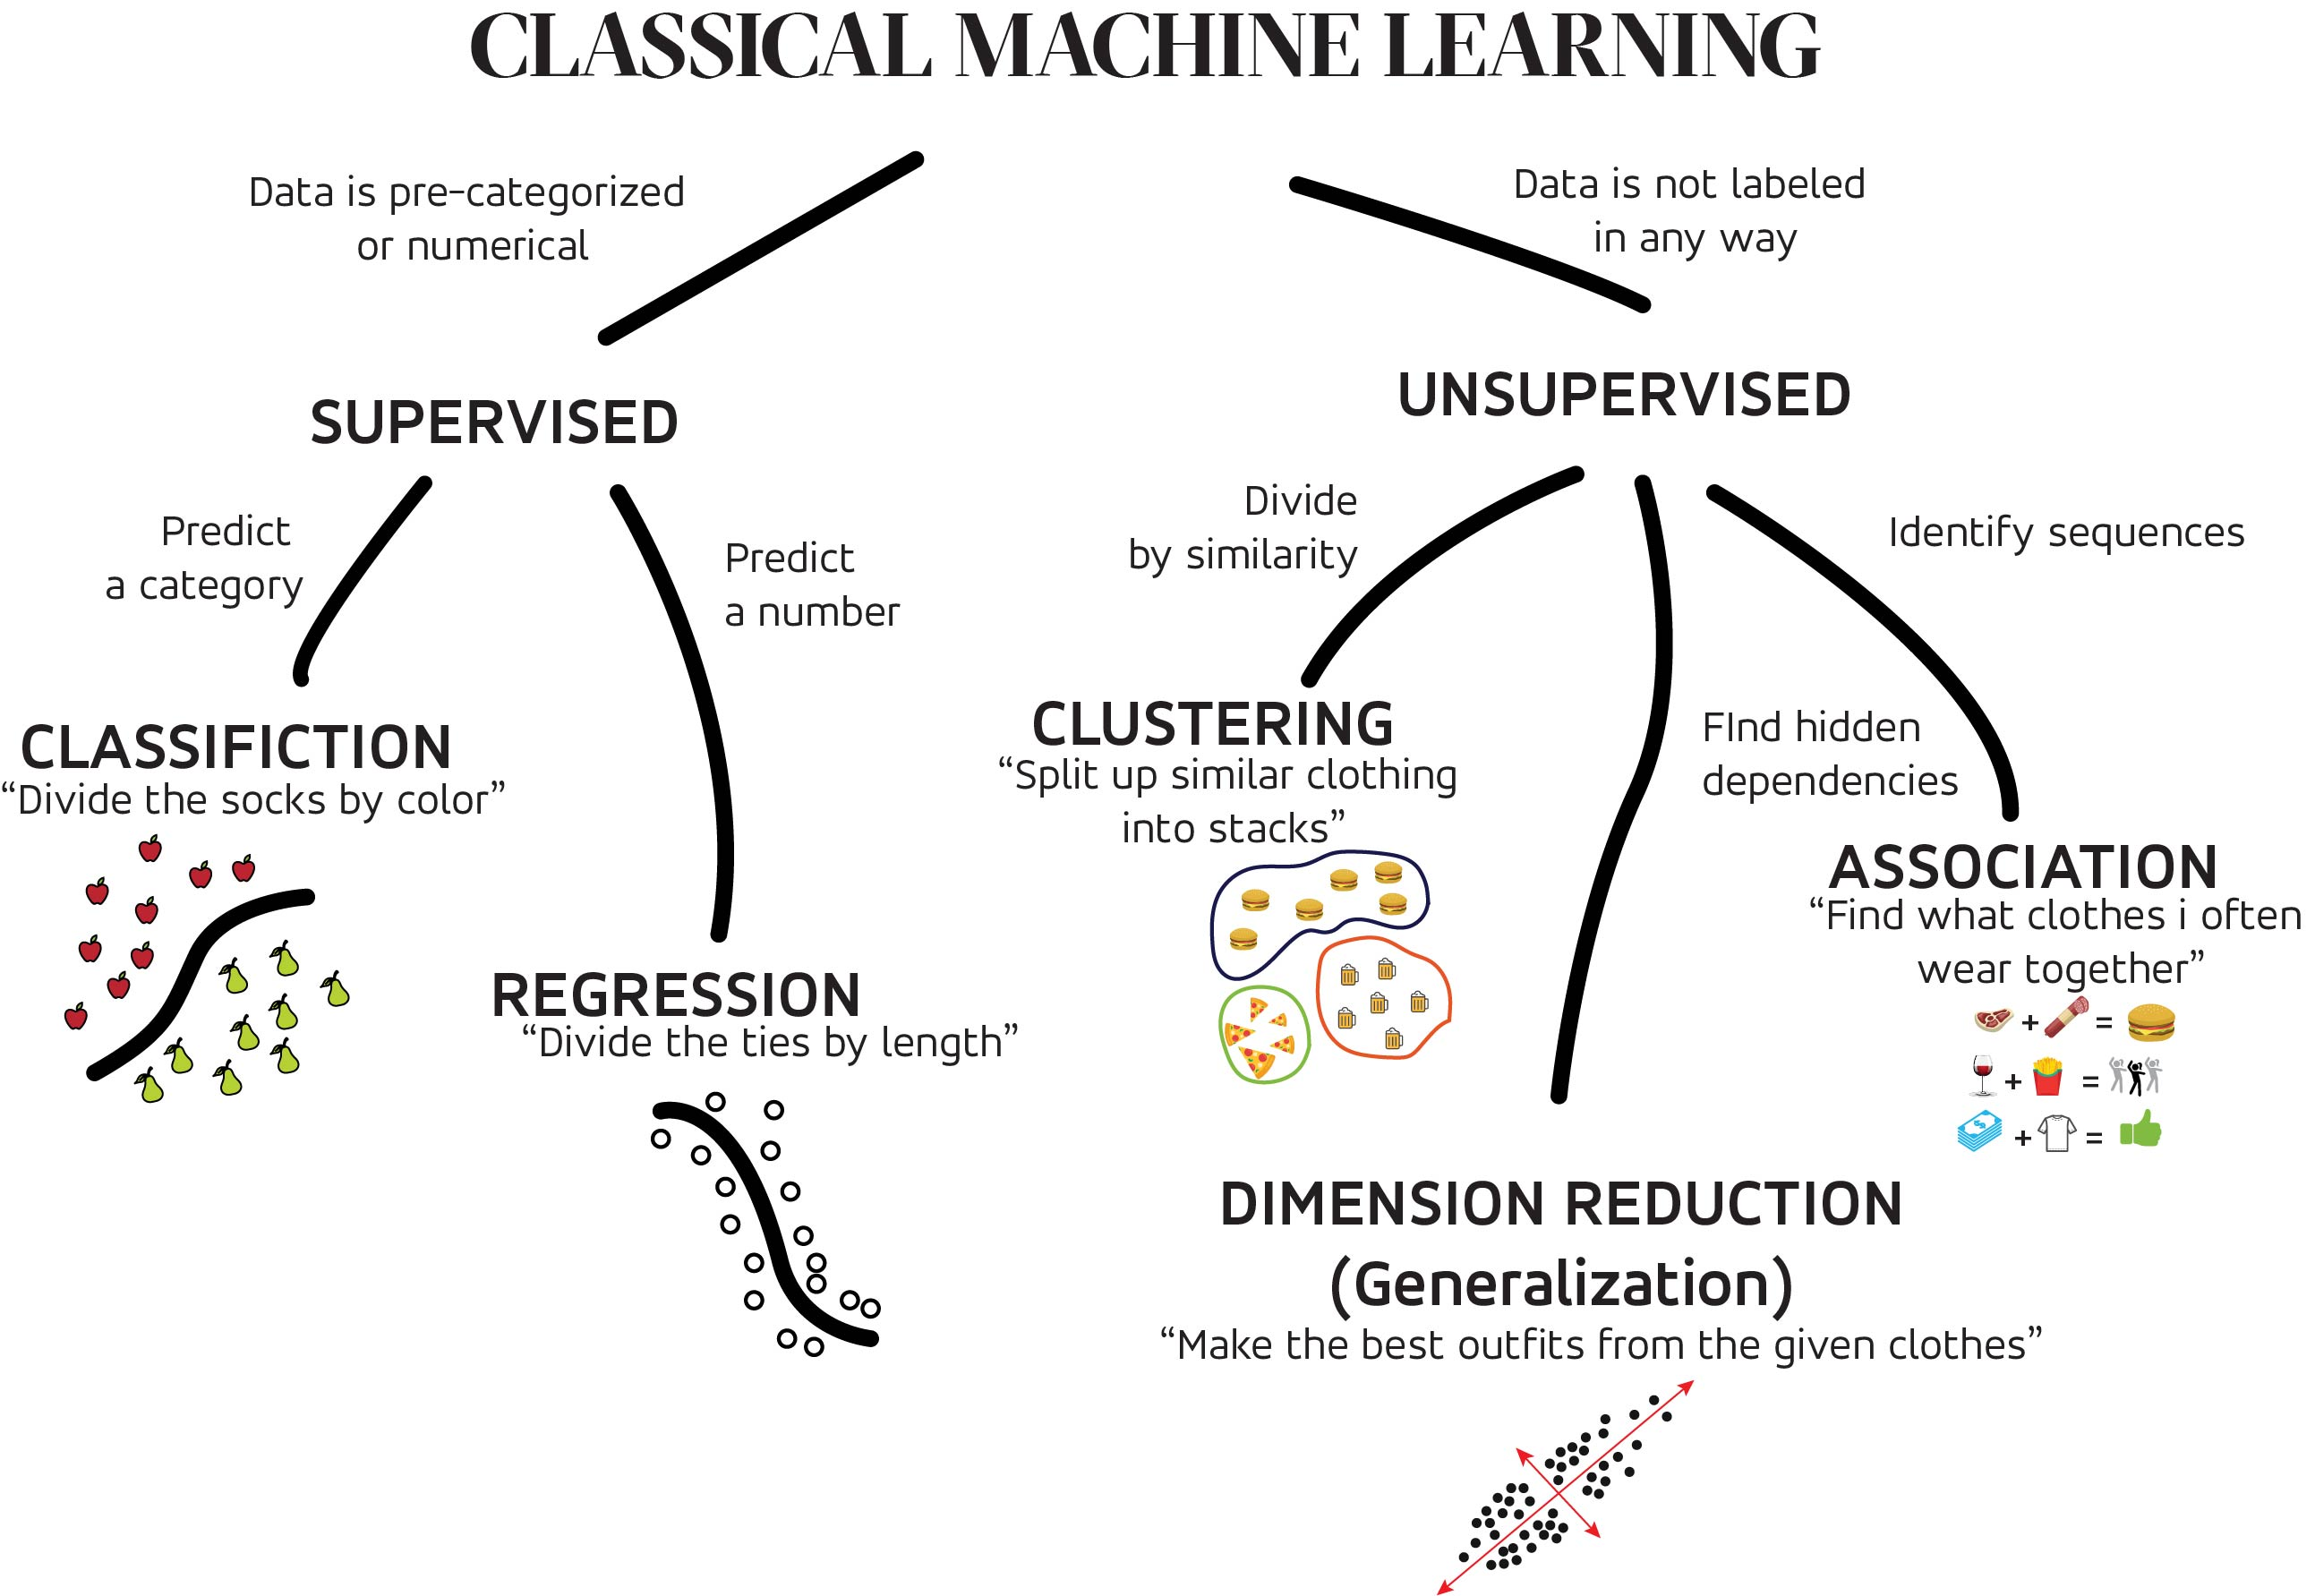 CLASSICAL MACHINE LEARNING
Data is pre-categorized
or numerical
Data is not labeled
in any way
SUPERVISED
UNSUPERVISED
Predict
a category
Predict
a number
Divide
by similarity
Identify sequences
FInd hidden
dependencies
CLASSIFICTION
“Divide the socks by color”
REGRESSION
“Divide the ties by length”
CLUSTERING
“Split up similar clothing
into stacks”
ASSOCIATION
“Find what clothes i often
wear together”
+ =
+ =
+ =
DIMENSION REDUCTION
(Generalization)
“Make the best outfits from the given clothes”